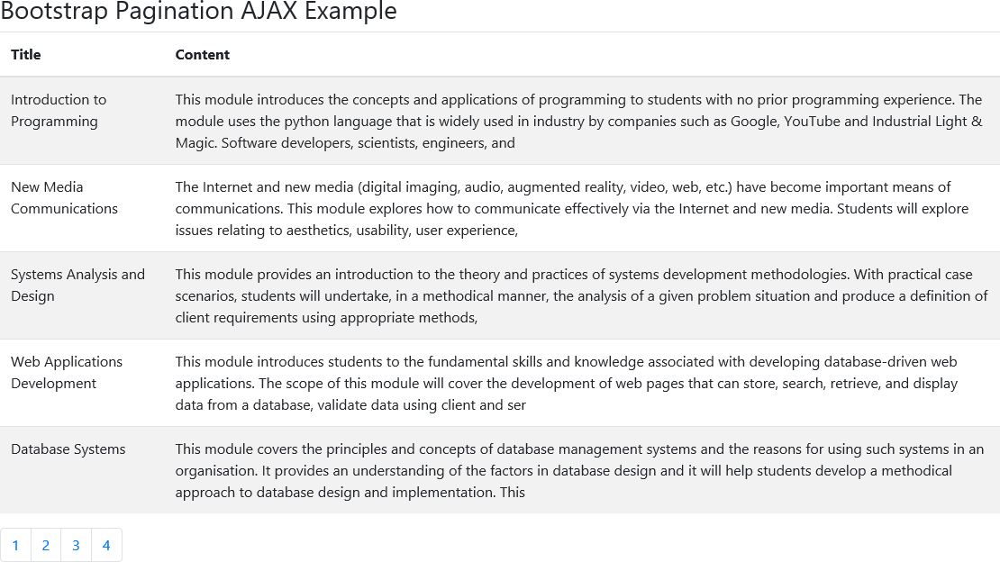 Bootstrap Pagination AJAX Example
Title Content
Introduction to
Programming
This module introduces the concepts and applications of programming to students with no prior programming experience. The
module uses the python language that is widely used in industry by companies such as Google, YouTube and Industrial Light &
Magic. Software developers, scientists, engineers, and
New Media
Communications
The Internet and new media (digital imaging, audio, augmented reality, video, web, etc.) have become important means of
communications. This module explores how to communicate effectively via the Internet and new media. Students will explore
issues relating to aesthetics, usability, user experience,
Systems Analysis and
Design
This module provides an introduction to the theory and practices of systems development methodologies. With practical case
scenarios, students will undertake, in a methodical manner, the analysis of a given problem situation and produce a definition of
client requirements using appropriate methods,
Web Applications
Development
This module introduces students to the fundamental skills and knowledge associated with developing database-driven web
applications. The scope of this module will cover the development of web pages that can store, search, retrieve, and display
data from a database, validate data using client and ser
Database Systems
This module covers the principles and concepts of database management systems and the reasons for using such systems in an
organisation. It provides an understanding of the factors in database design and it will help students develop a methodical
approach to database design and implementation. This
1 2 3 4